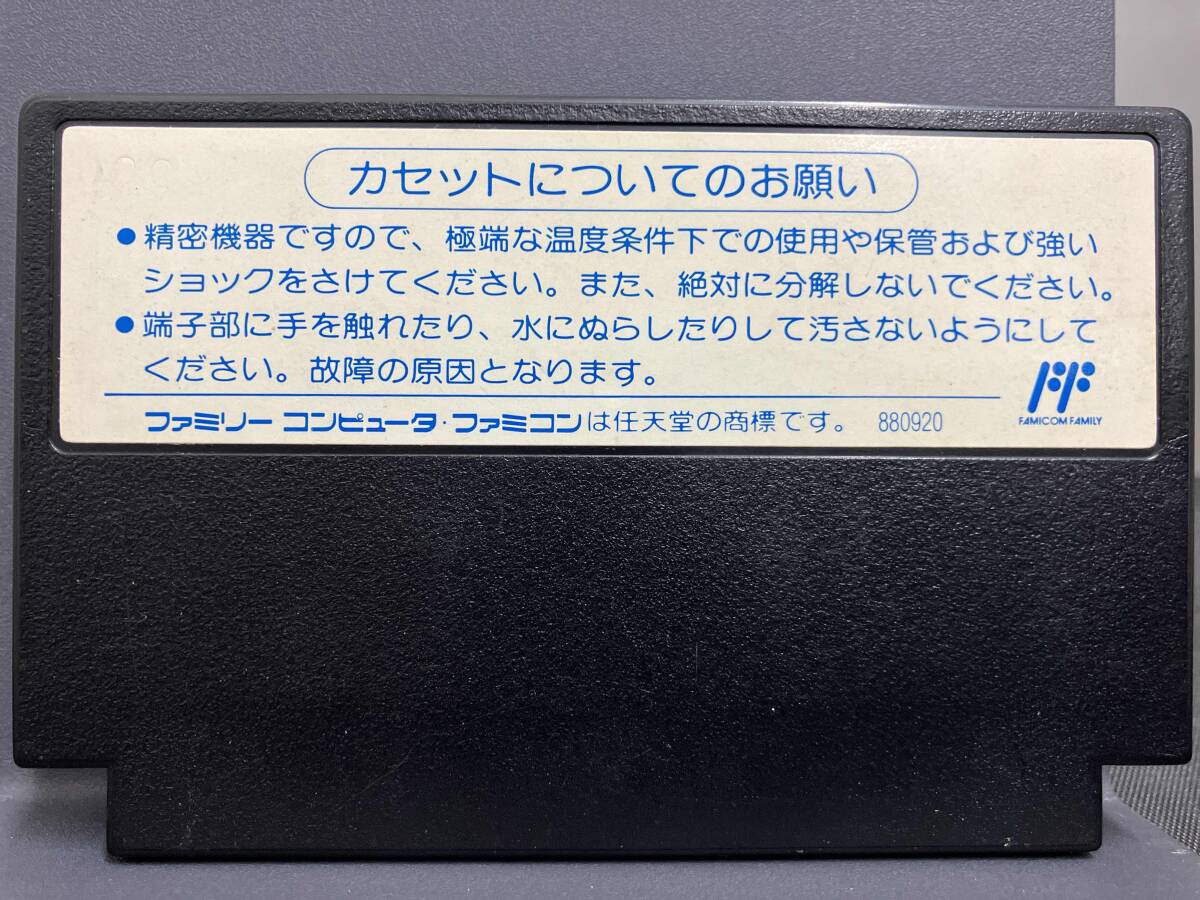 カセットについてのお願い
●精密機器ですので、極端な温度条件下での使用や保管および強い
ショックをさけてください。また、絶対に分解しないでください。
●端子部に手を触れたり、水にぬらしたりして汚さないようにして
ください。故障の原因となります。
FAMICOM FAMILY
ファミリー コンピュータ・ファミコンは任天堂の商標です。 880920